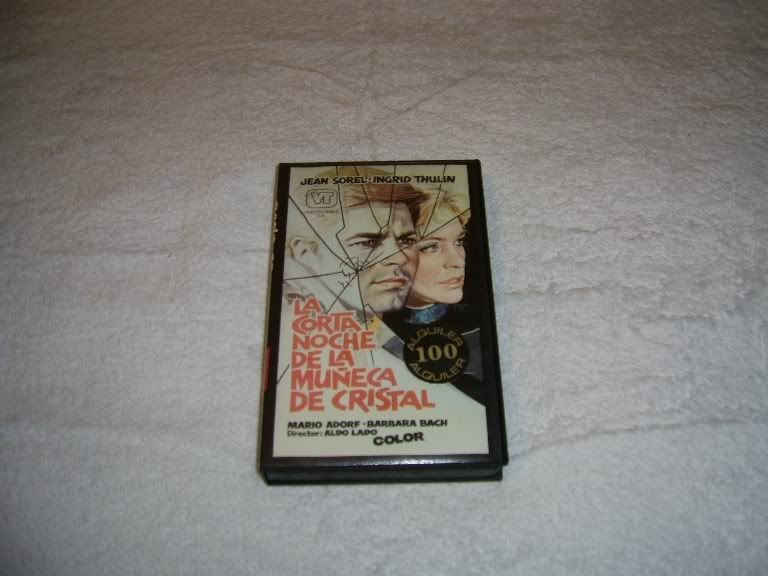 JEAN SOREL · INGRID THULIN
VT
LA
CORTA
NOCHE
DE LA
MUÑECA
DE CRISTAL
ALQUILER
100
ALQUILER
MARIO ADORF · BARBARA BACH
Director: ALDO LADO
COLOR